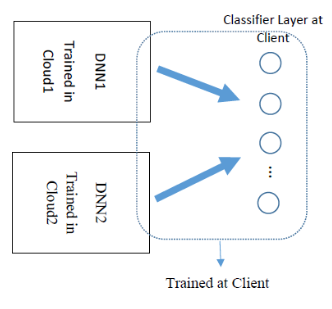 Classifier Layer at
Client
DNN1
Trained in
Cloud1
DNN2
Trained in
Cloud2
...
Trained at Client